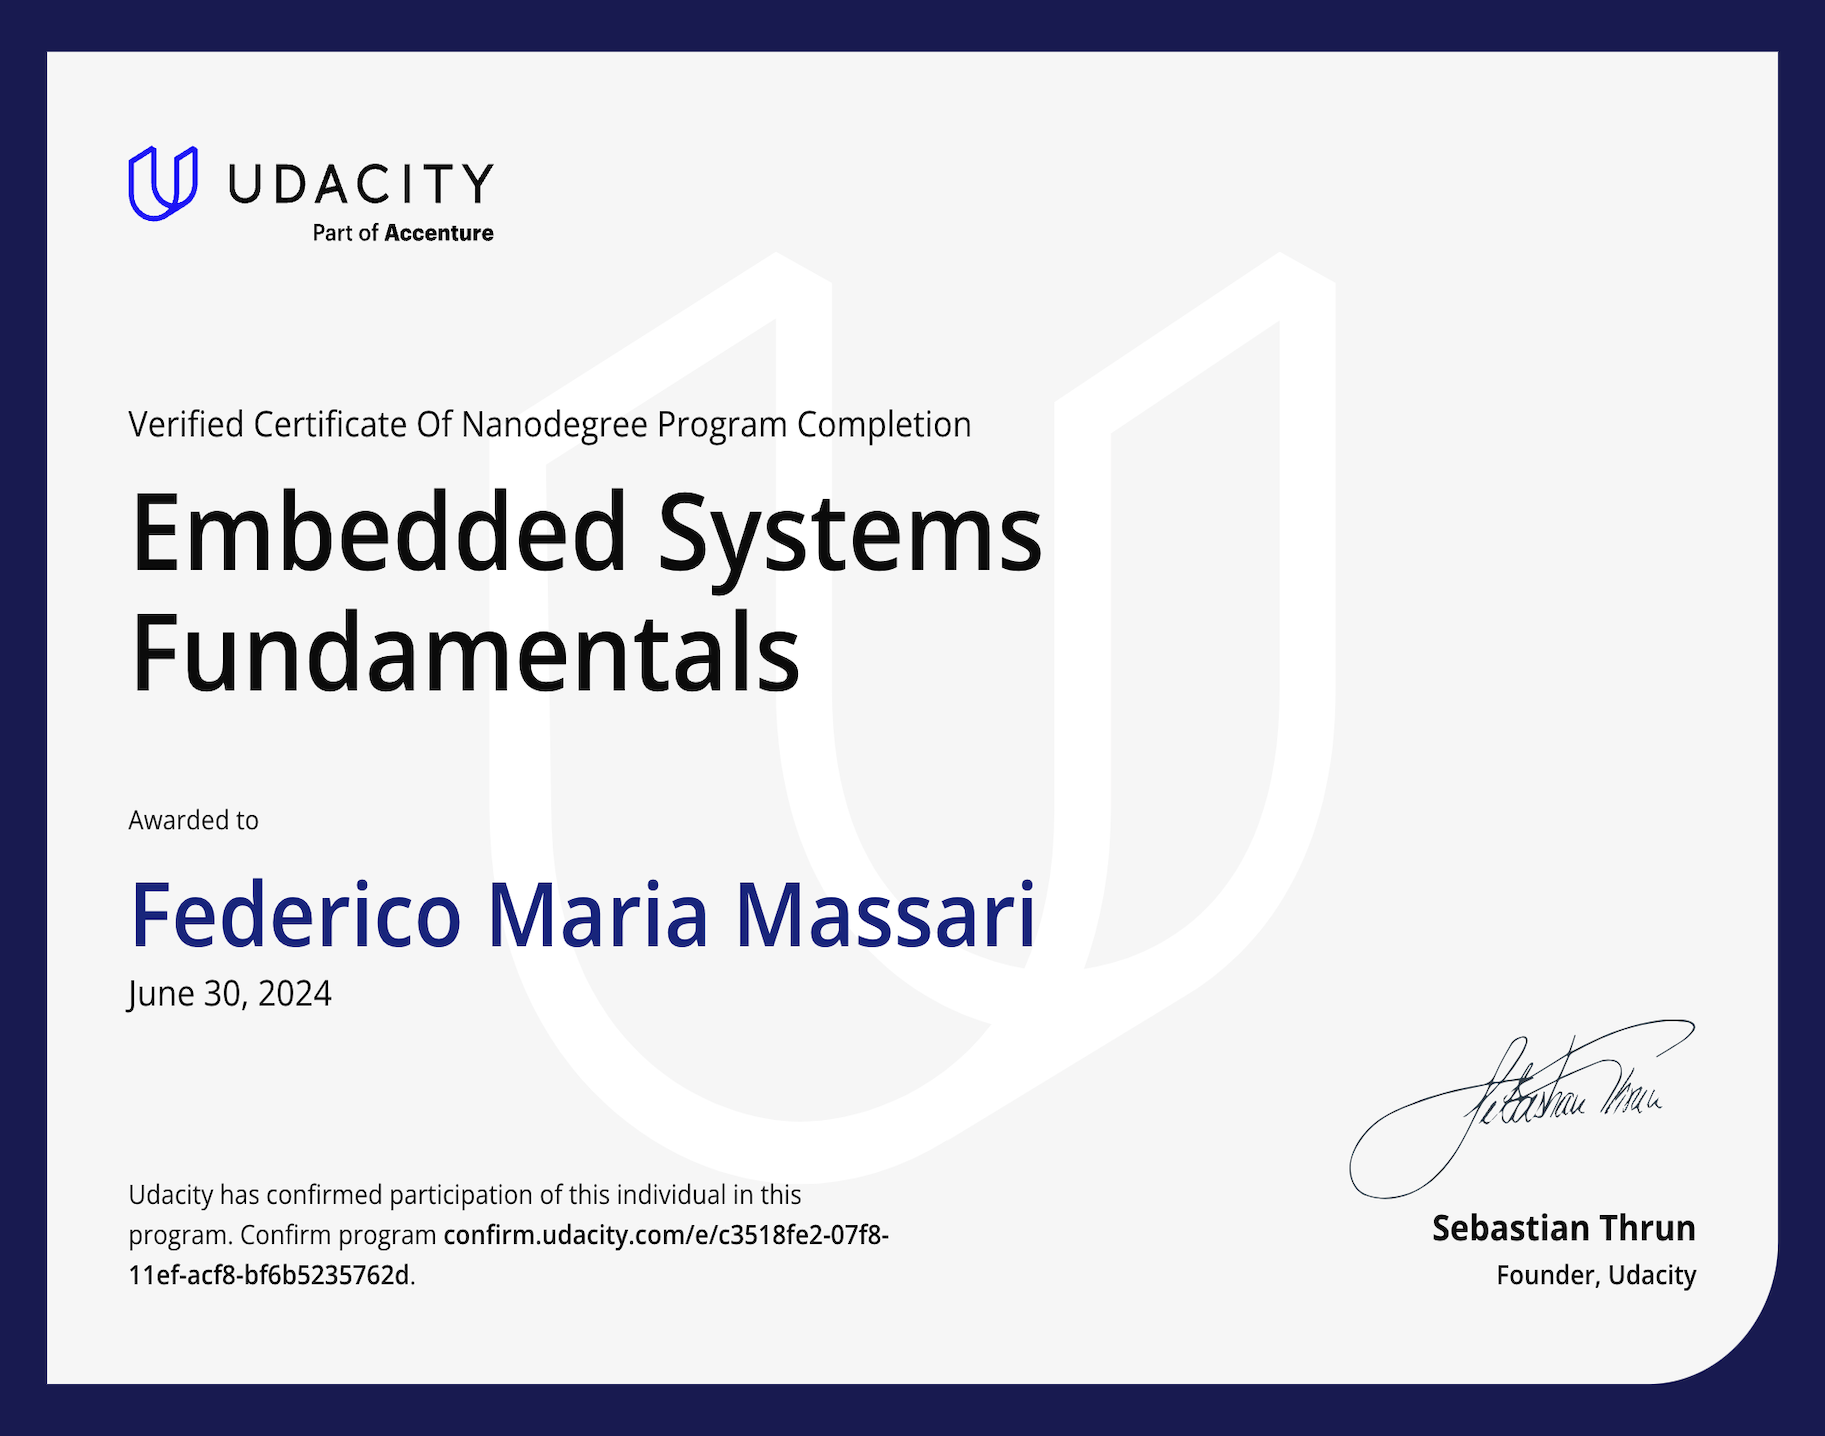 UDACITY
Part of Accenture
Verified Certificate Of Nanodegree Program Completion
Embedded Systems
Fundamentals
Awarded to
Federico Maria Massari
June 30, 2024
Sebastian Thrun
Udacity has confirmed participation of this individual in this
program. Confirm program confirm.udacity.com/e/c3518fe2-07f8-
11ef-acf8-bf6b5235762d.
Sebastian Thrun
Founder, Udacity